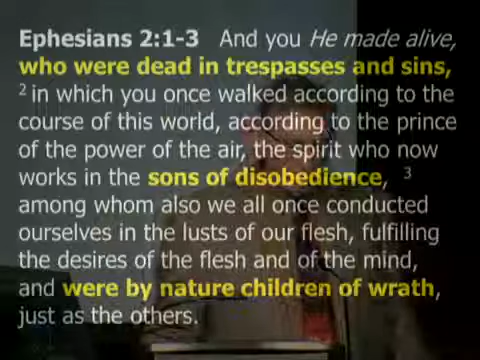 Ephesians 2:1-3 And you He made alive,
who were dead in trespasses and sins,
2 in which you once walked according to the
course of this world, according to the prince
of the power of the air, the spirit who now
works in the sons of disobedience, 3
among whom also we all once conducted
ourselves in the lusts of our flesh, fulfilling
the desires of the flesh and of the mind,
and were by nature children of wrath,
just as the others.